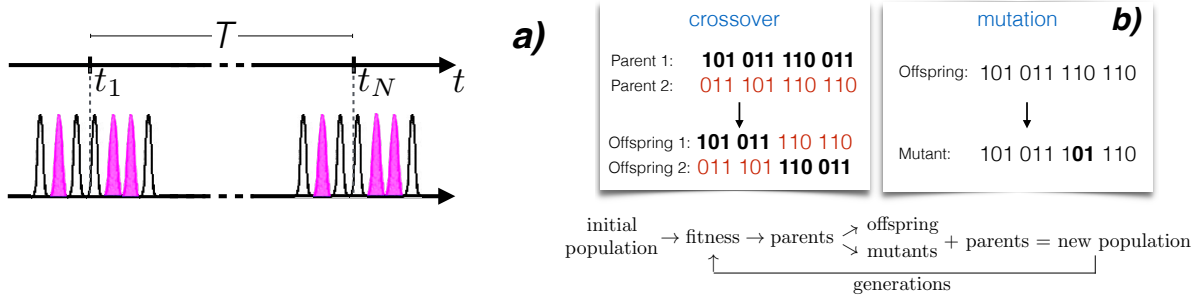 T
t1
tN
t
a)
crossover
Parent 1: 101 011 110 011
Parent 2: 011 101 110 110
Offspring 1: 101 011 110 110
Offspring 2: 011 101 110 011
mutation
b)
Offspring: 101 011 110 110
Mutant: 101 011 101 110
initial
population → fitness → parents
offspring
mutants
+ parents = new population
generations